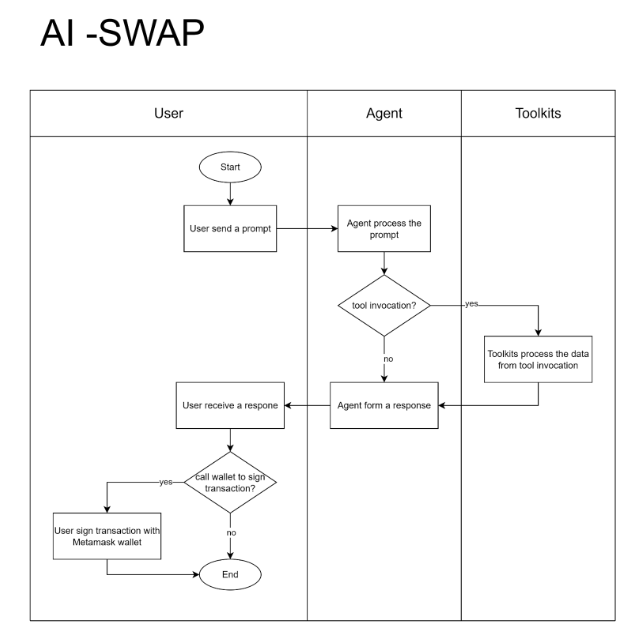 AI -SWAP
User
Agent
Toolkits
Start
User send a prompt
Agent process the
prompt
tool invocation?
yes
Toolkits process the data
from tool invocation
no
User receive a respone
Agent form a response
call wallet to sign
transaction?
yes
User sign transaction with
Metamask wallet
no
End